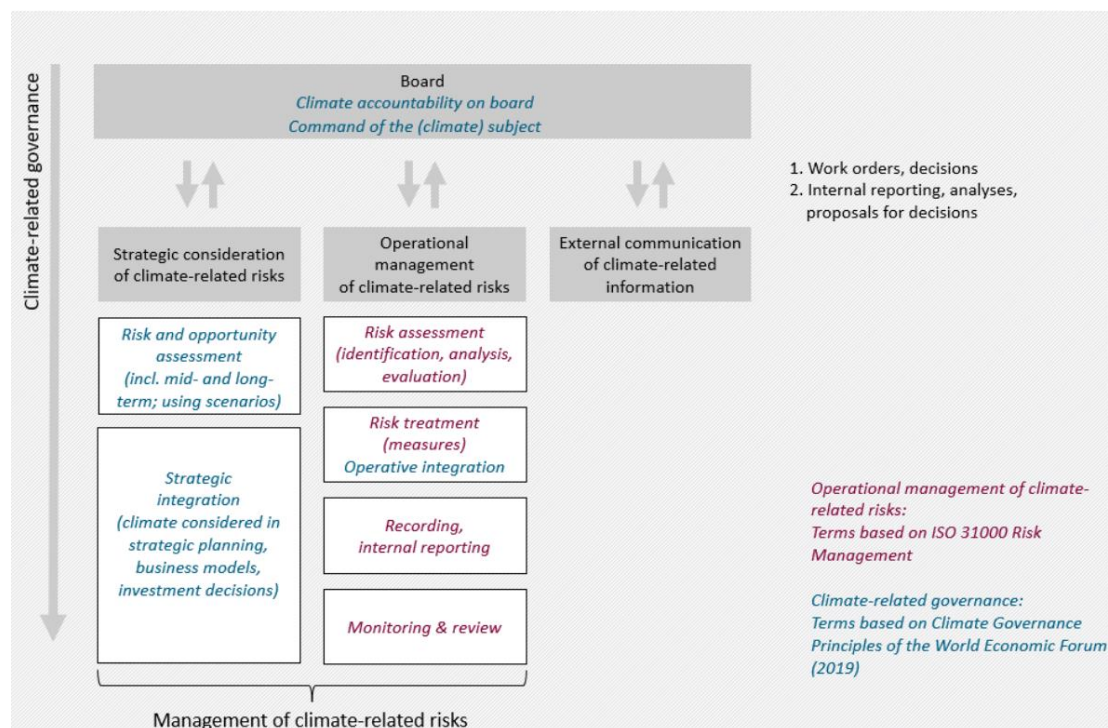 Climate-related governance
Board
Climate accountability on board
Command of the (climate) subject
1. Work orders, decisions
2. Internal reporting, analyses,
proposals for decisions
Strategic consideration
of climate-related risks
Operational
management
of climate-related risks
External communication
of climate-related
information
Risk and opportunity
assessment
(incl. mid- and long-
term; using scenarios)
Strategic
integration
(climate considered in
strategic planning,
business models,
investment decisions)
Risk assessment
(identification, analysis,
evaluation)
Risk treatment
(measures)
Operative integration
Recording,
internal reporting
Monitoring & review
Operational management of climate-
related risks:
Terms based on ISO 31000 Risk
Management
Climate-related governance:
Terms based on Climate Governance
Principles of the World Economic Forum
(2019)
Management of climate-related risks